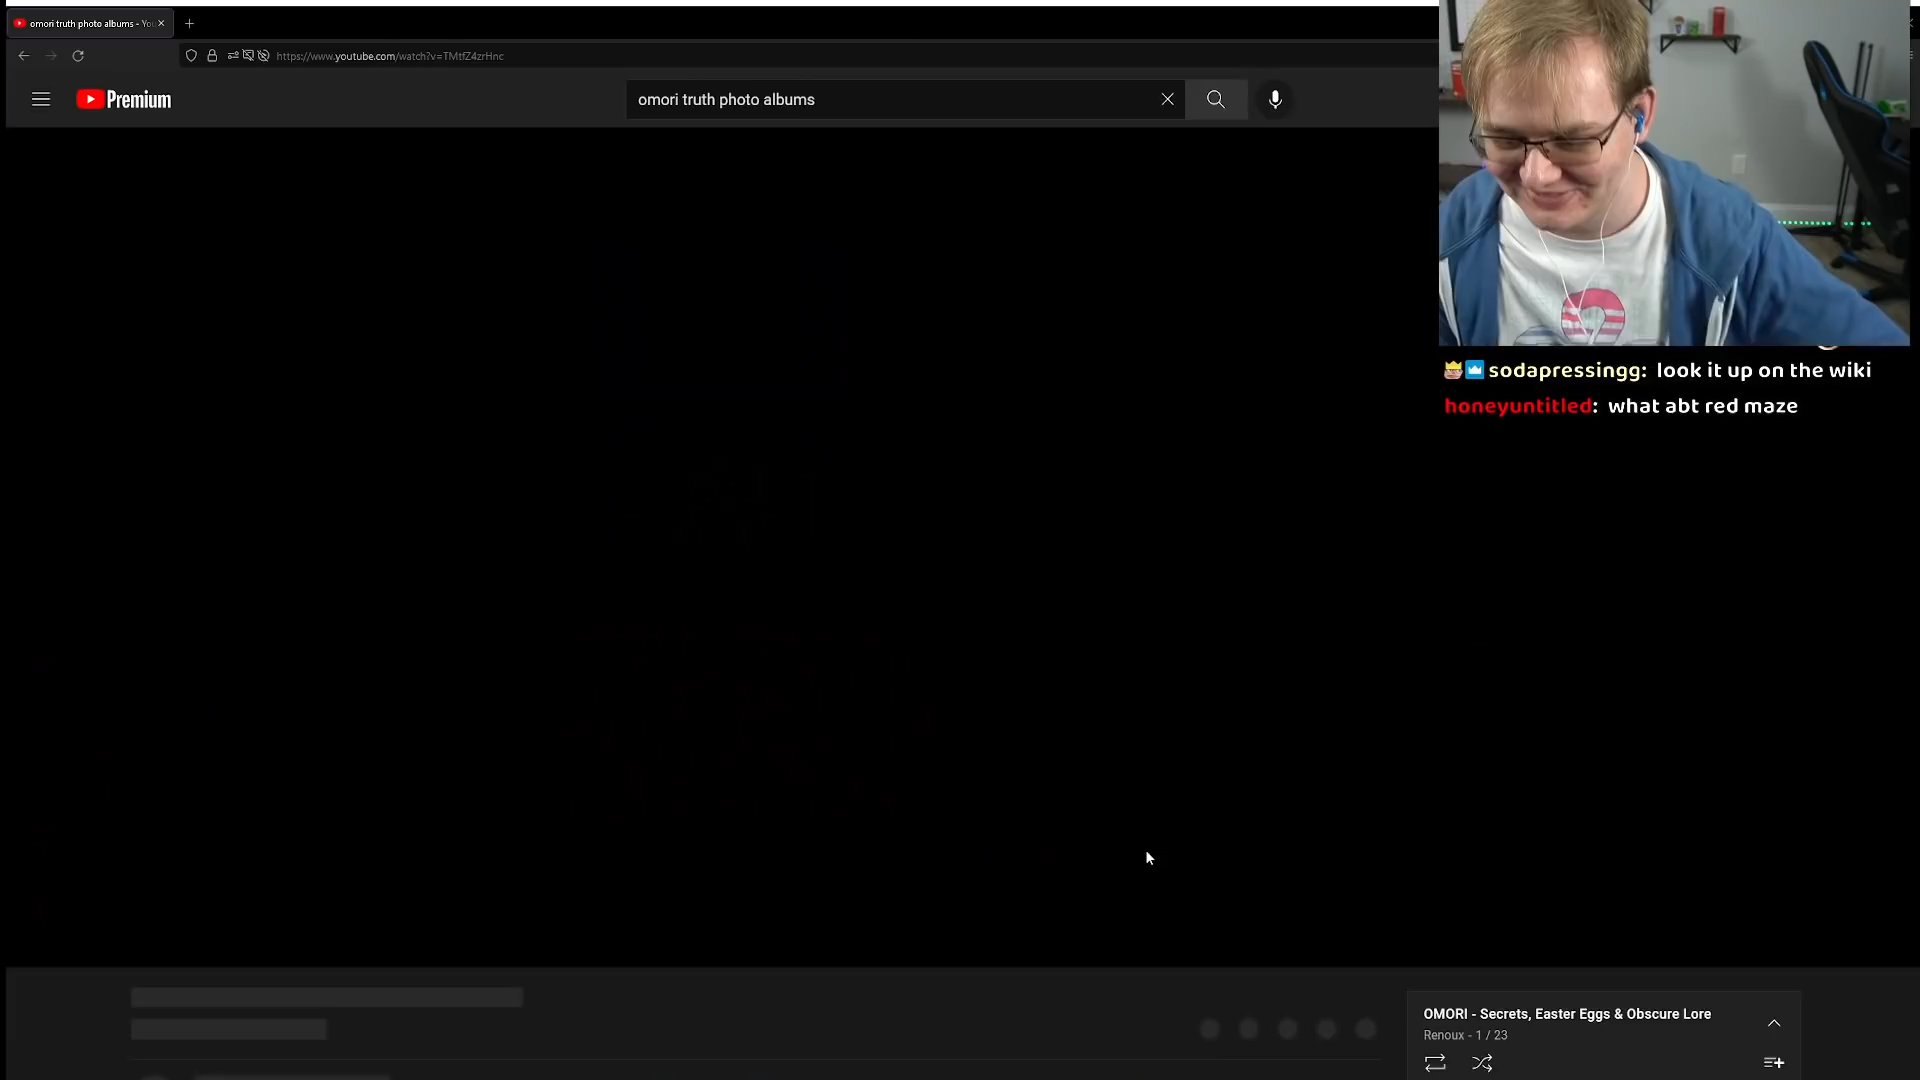 omori truth photo albums - You
https://www.youtube.com/watch?v=TMtfZ4zrHnc
Premium
omori truth photo albums
sodapressingg: look it up on the wiki
honeyuntitled: what abt red maze
OMORI - Secrets, Easter Eggs & Obscure Lore
Renoux - 1 / 23